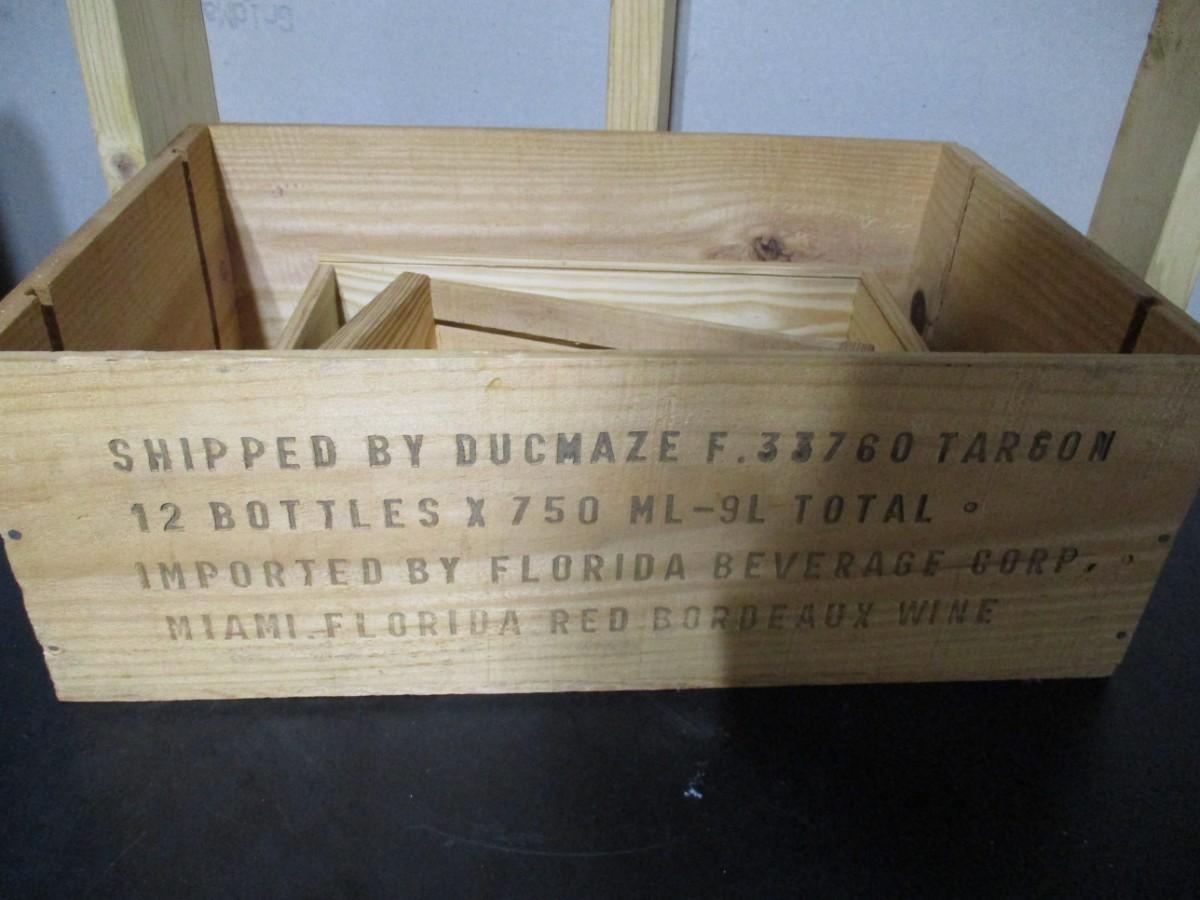 SHIPPED BY DUCMAZE F.33760 TARGON
12 BOTTLES X 750 ML-9L TOTAL
IMPORTED BY FLORIDA BEVERAGE CORP.
MIAMI.FLORIDA RED BORDEAUX WINE